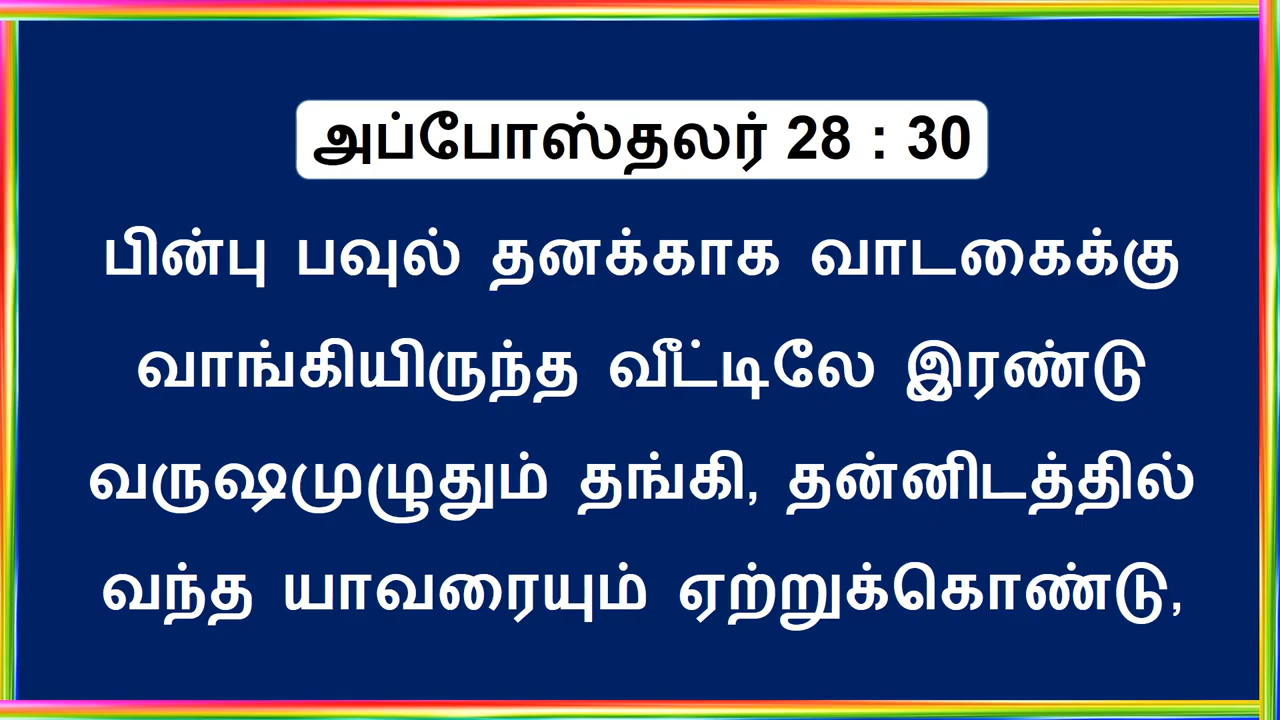 அப்போஸ்தலர் 28 : 30
பின்பு பவுல் தனக்காக வாடகைக்கு
வாங்கியிருந்த வீட்டிலே இரண்டு
வருஷமுழுதும் தங்கி, தன்னிடத்தில்
வந்த யாவரையும் ஏற்றுக்கொண்டு,